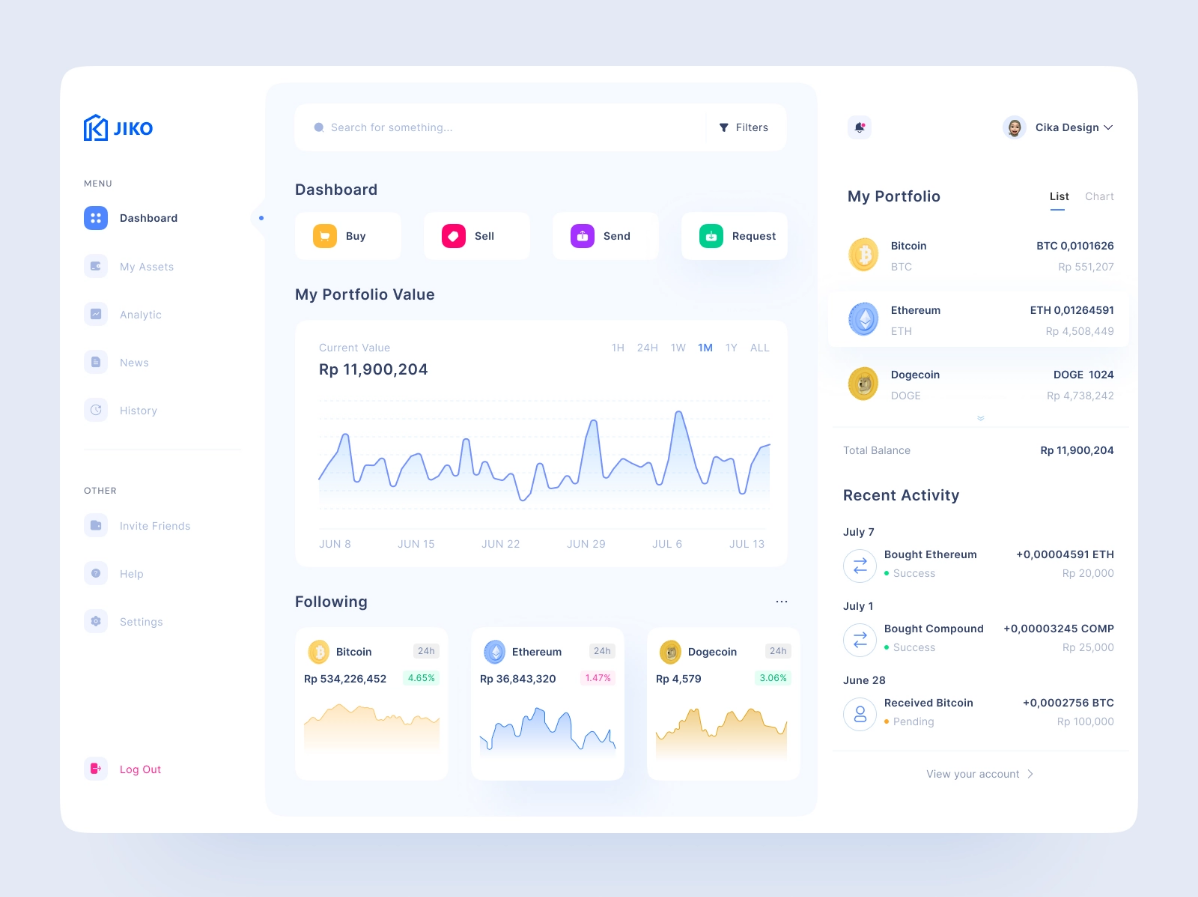 JIKO
MENU
Dashboard
My Assets
Analytic
News
History
OTHER
Invite Friends
Help
Settings
Log Out
Search for something...
Filters
Dashboard
Buy
Sell
Send
Request
My Portfolio Value
Current Value
Rp 11,900,204
1H 24H 1W 1M 1Y ALL
JUN 8 JUN 15 JUN 22 JUN 29 JUL 6 JUL 13
Following
...
Bitcoin 24h
Rp 534,226,452 4.65%
Ethereum 24h
Rp 36,843,320 1.47%
Dogecoin 24h
Rp 4,579 3.06%
Cika Design
My Portfolio
List Chart
Bitcoin BTC 0,0101626
BTC Rp 551,207
Ethereum ETH 0,01264591
ETH Rp 4,508,449
Dogecoin DOGE 1024
DOGE Rp 4,738,242
Total Balance Rp 11,900,204
Recent Activity
July 7
Bought Ethereum +0,00004591 ETH
Success Rp 20,000
July 1
Bought Compound +0,00003245 COMP
Success Rp 25,000
June 28
Received Bitcoin +0,0002756 BTC
Pending Rp 100,000
View your account